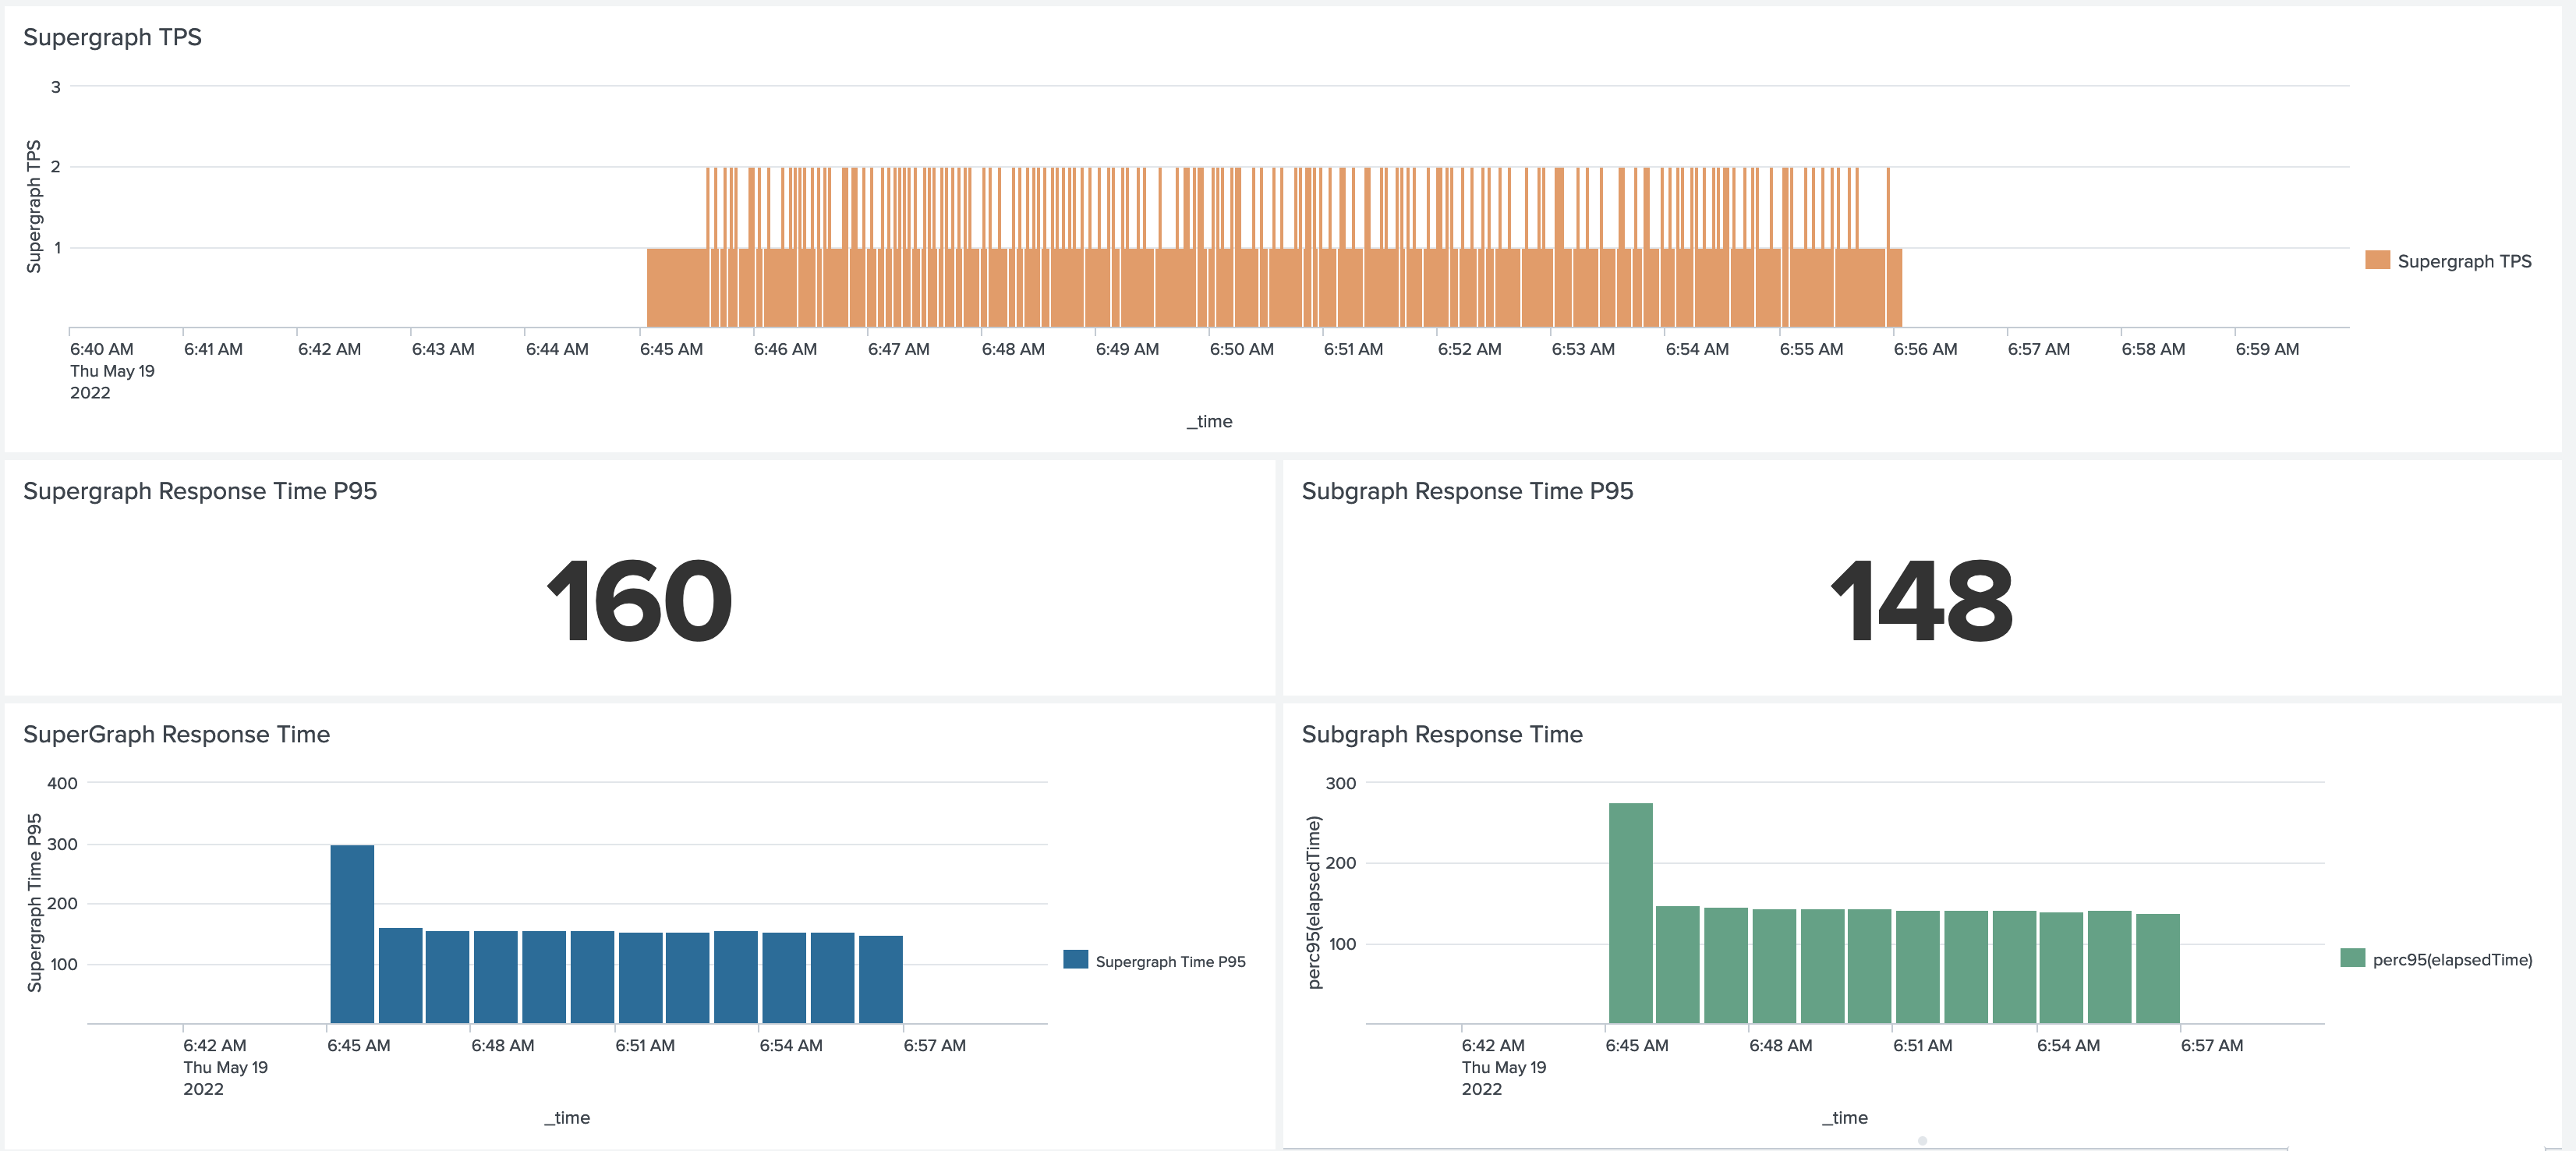 Supergraph TPS
3
2
1
Supergraph TPS
Supergraph TPS
6:40 AM 6:41 AM 6:42 AM 6:43 AM 6:44 AM 6:45 AM 6:46 AM 6:47 AM 6:48 AM 6:49 AM 6:50 AM 6:51 AM 6:52 AM 6:53 AM 6:54 AM 6:55 AM 6:56 AM 6:57 AM 6:58 AM 6:59 AM
Thu May 19
2022
_time
Supergraph Response Time P95
160
Subgraph Response Time P95
148
SuperGraph Response Time
400
300
200
100
Supergraph Time P95
Supergraph Time P95
6:42 AM 6:45 AM 6:48 AM 6:51 AM 6:54 AM 6:57 AM
Thu May 19
2022
_time
Subgraph Response Time
300
200
100
perc95(elapsedTime)
perc95(elapsedTime)
6:42 AM 6:45 AM 6:48 AM 6:51 AM 6:54 AM 6:57 AM
Thu May 19
2022
_time